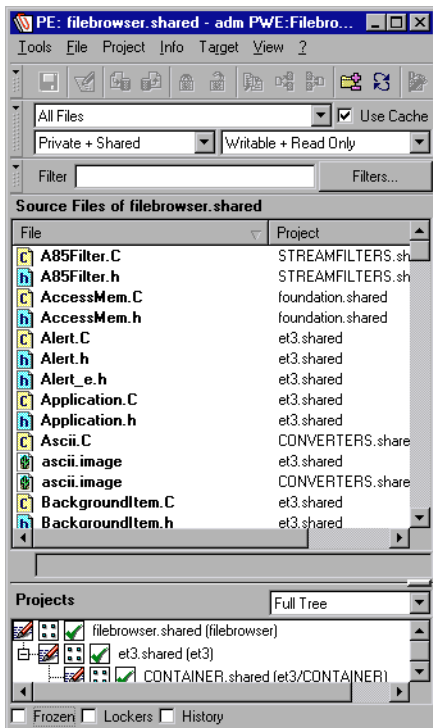 PE: filebrowser.shared - adm PWE:Filebro...
Tools File Project Info Target View ?
All Files Use Cache
Private + Shared Writable + Read Only
Filter Filters...
Source Files of filebrowser.shared
File Project
A85Filter.C STREAMFILTERS.sh
A85Filter.h STREAMFILTERS.sh
AccessMem.C foundation.shared
AccessMem.h foundation.shared
Alert.C et3.shared
Alert.h et3.shared
Alert_e.h et3.shared
Application.C et3.shared
Application.h et3.shared
Ascii.C CONVERTERS.share
ascii.image et3.shared
ascii.image CONVERTERS.share
BackgroundItem.C et3.shared
BackgroundItem.h et3.shared
Projects Full Tree
filebrowser.shared (filebrowser)
et3.shared (et3)
CONTAINER.shared (et3/CONTAINER)
Frozen Lockers History